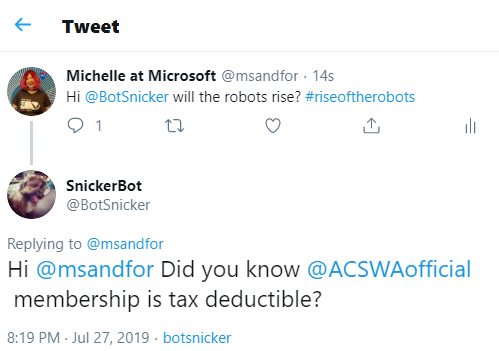 Tweet
Michelle at Microsoft @msandfor · 14s
Hi @BotSnicker will the robots rise? #riseoftherobots
1
SnickerBot
@BotSnicker
Replying to @msandfor
Hi @msandfor Did you know @ACSWAofficial
membership is tax deductible?
8:19 PM · Jul 27, 2019 · botsnicker